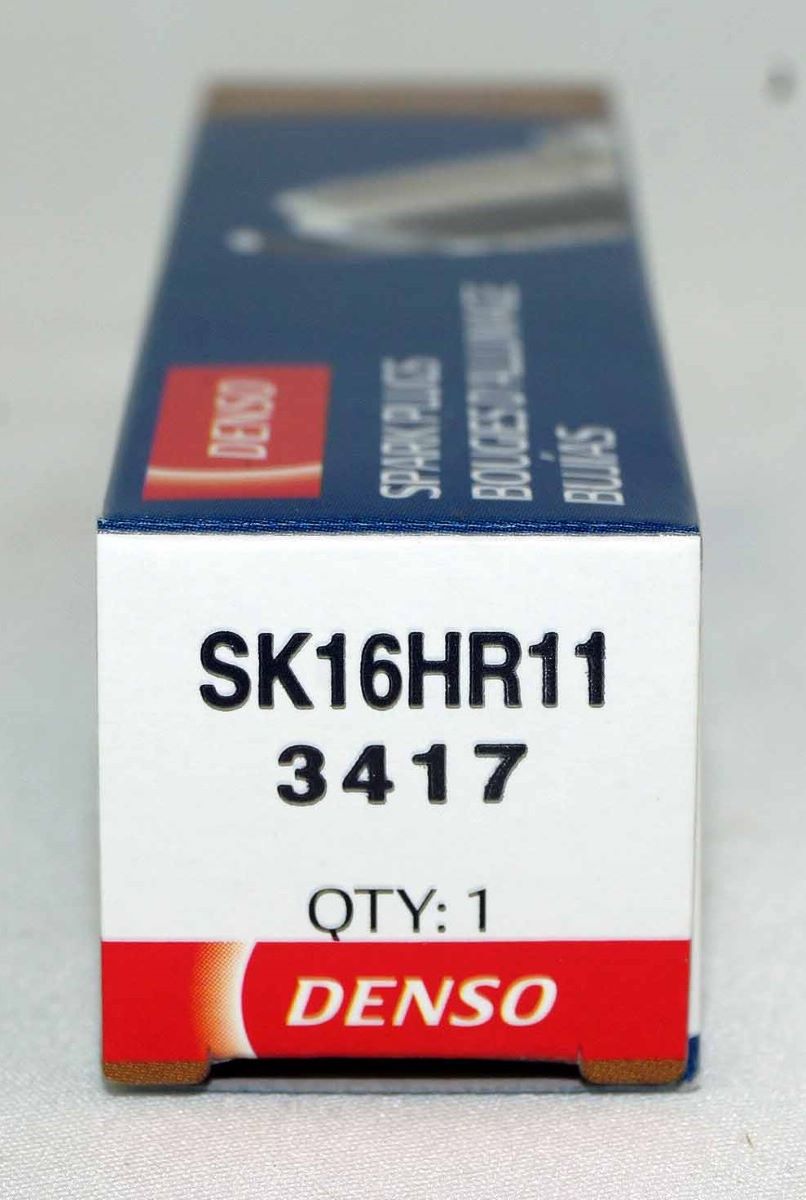 DENSO
SPARK PLUGS
BOUGIES D'ALLUMAGE
BUJÍAS
SK16HR11
3417
QTY: 1
DENSO